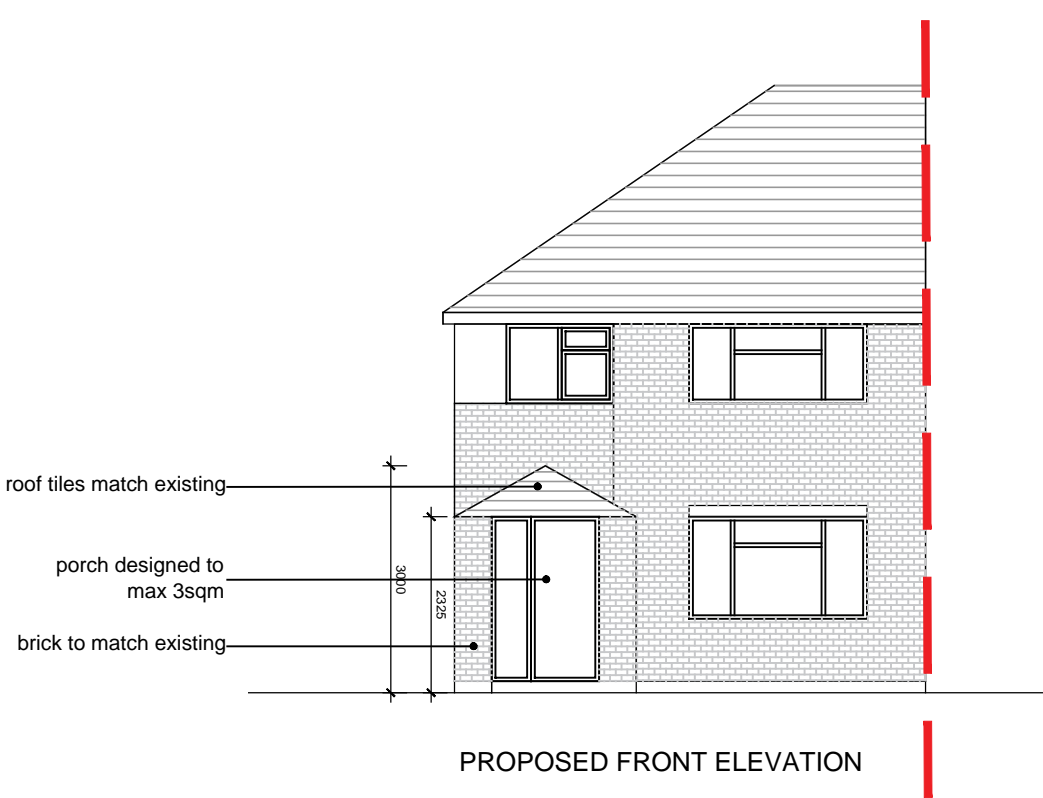 roof tiles match existing
porch designed to
max 3sqm
brick to match existing
3000
2325
PROPOSED FRONT ELEVATION